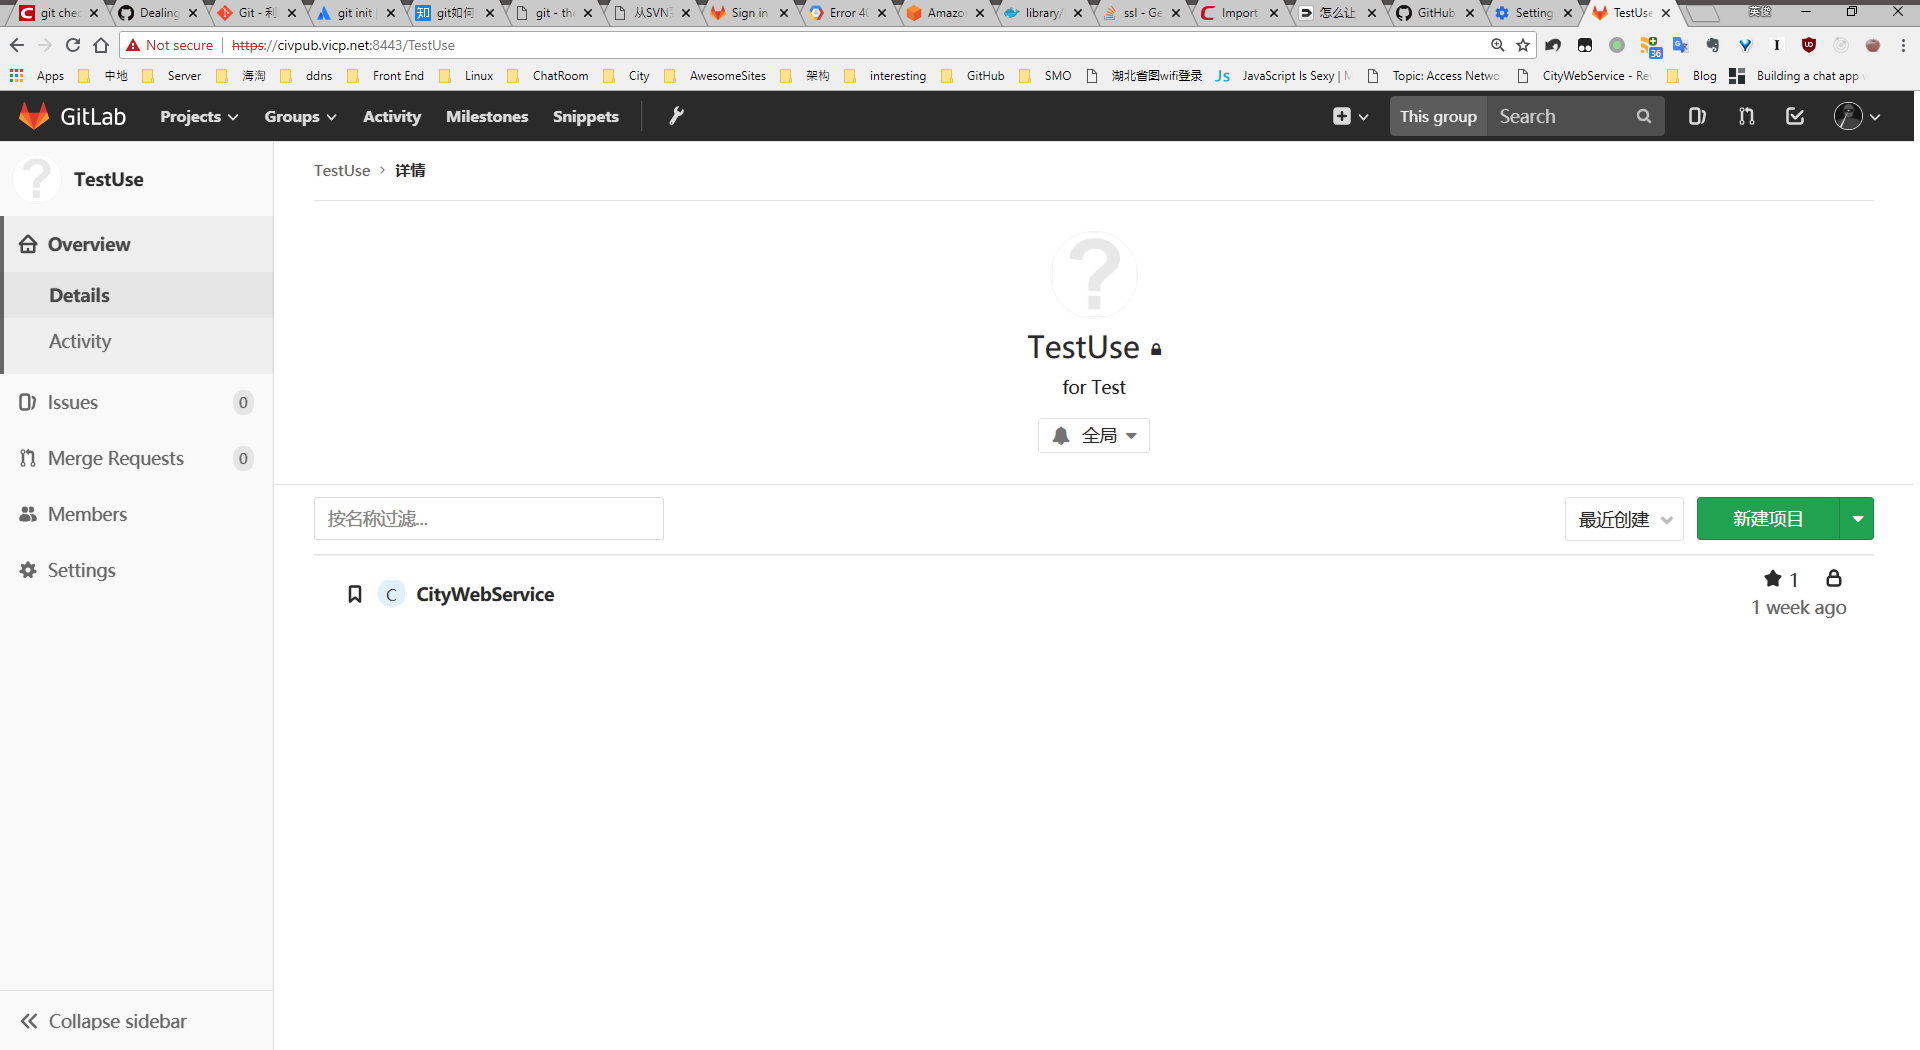 git chec Dealing Git - 利 git init | git如何 git - the 从SVN Sign in Error 40 Amazon library/ ssl - Ge Import 怎么让 GitHub Setting TestUse 英俊
Not secure https://civpub.vicp.net:8443/TestUse 36
Apps 中地 Server 海淘 ddns Front End Linux ChatRoom City AwesomeSites 架构 interesting GitHub SMO 湖北省图wifi登录 JavaScript Is Sexy | Topic: Access Netwo CityWebService - Re Blog Building a chat app
GitLab Projects Groups Activity Milestones Snippets This group Search
TestUse
Overview
Details
Activity
Issues 0
Merge Requests 0
Members
Settings
Collapse sidebar
TestUse > 详情
TestUse
for Test
全局
按名称过滤... 最近创建 新建项目
C CityWebService 1
1 week ago